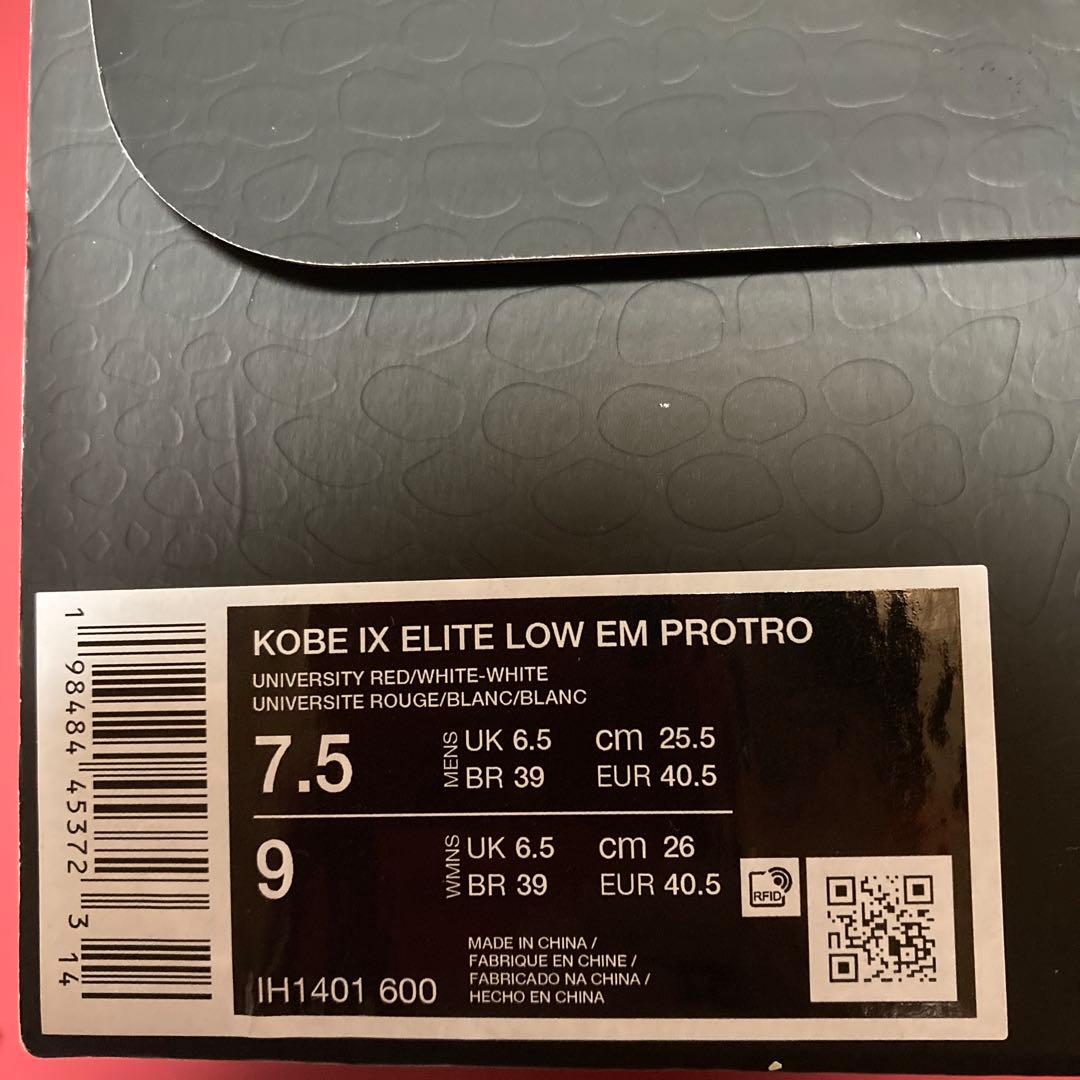 KOBE IX ELITE LOW EM PROTRO
UNIVERSITY RED/WHITE-WHITE
UNIVERSITE ROUGE/BLANC/BLANC
7.5 MENS UK 6.5 cm 25.5
BR 39 EUR 40.5
9 WMNS UK 6.5 cm 26
BR 39 EUR 40.5
RFID
MADE IN CHINA /
FABRIQUE EN CHINE /
FABRICADO NA CHINA /
HECHO EN CHINA
IH1401 600
1 98484 45372 3 14